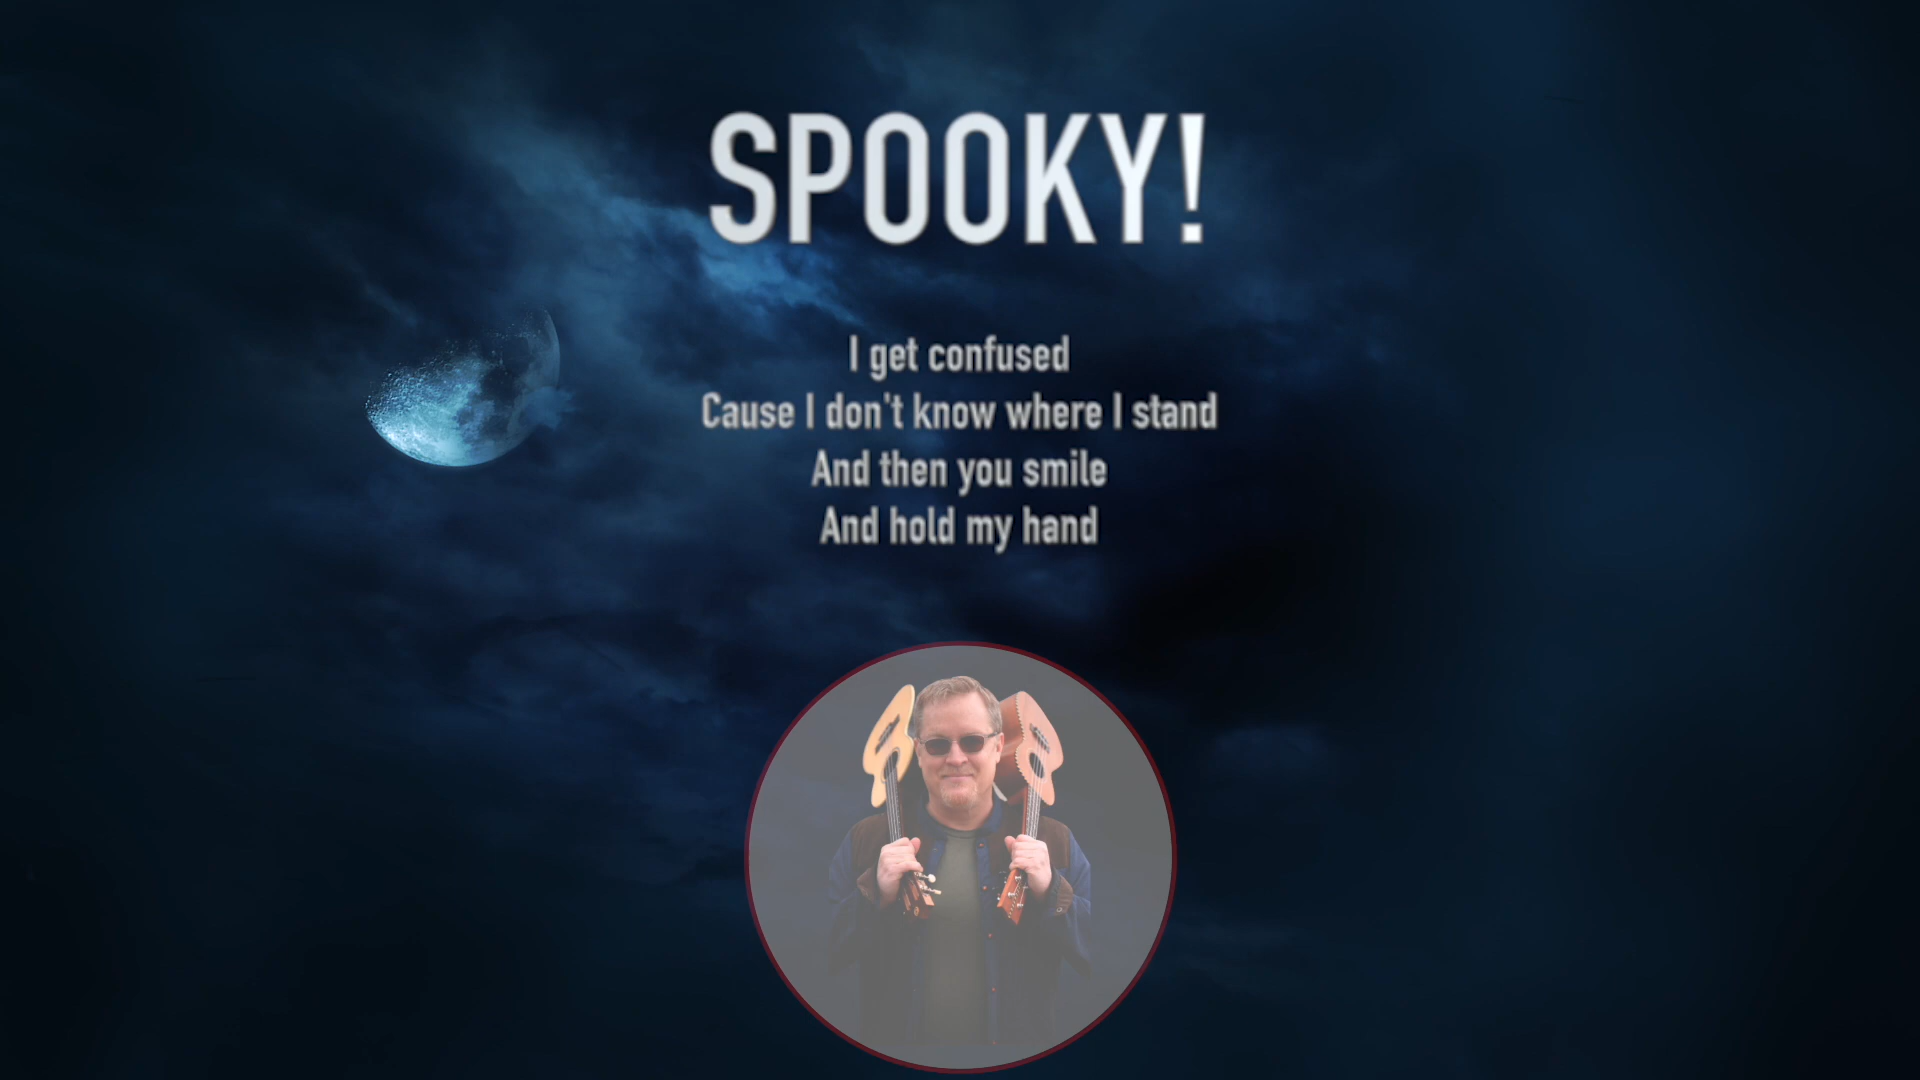 SPOOKY!
I get confused
Cause I don't know where I stand
And then you smile
And hold my hand